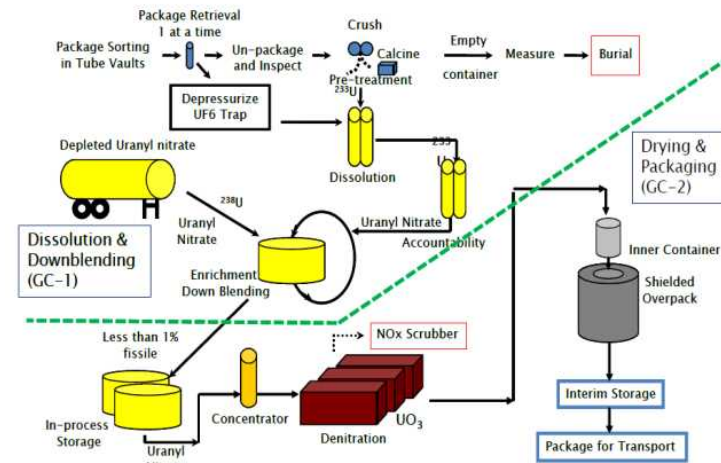 Package Retrieval
1 at a time
Package Sorting
in Tube Vaults
Un-package
and Inspect
Crush
Calcine
Pre-treatment
Empty
container
Measure
Burial
Depressurize
UF6 Trap
²³³U
Dissolution
²³³
U
Accountability
Uranyl Nitrate
Depleted Uranyl nitrate
²³⁸U
Uranyl
Nitrate
Dissolution &
Downblending
(GC-1)
Enrichment
Down Blending
Drying &
Packaging
(GC-2)
Inner Container
Shielded
Overpack
Interim Storage
Package for Transport
Less than 1%
fissile
In-process
Storage
Uranyl
Concentrator
NOx Scrubber
UO₃
Denitration